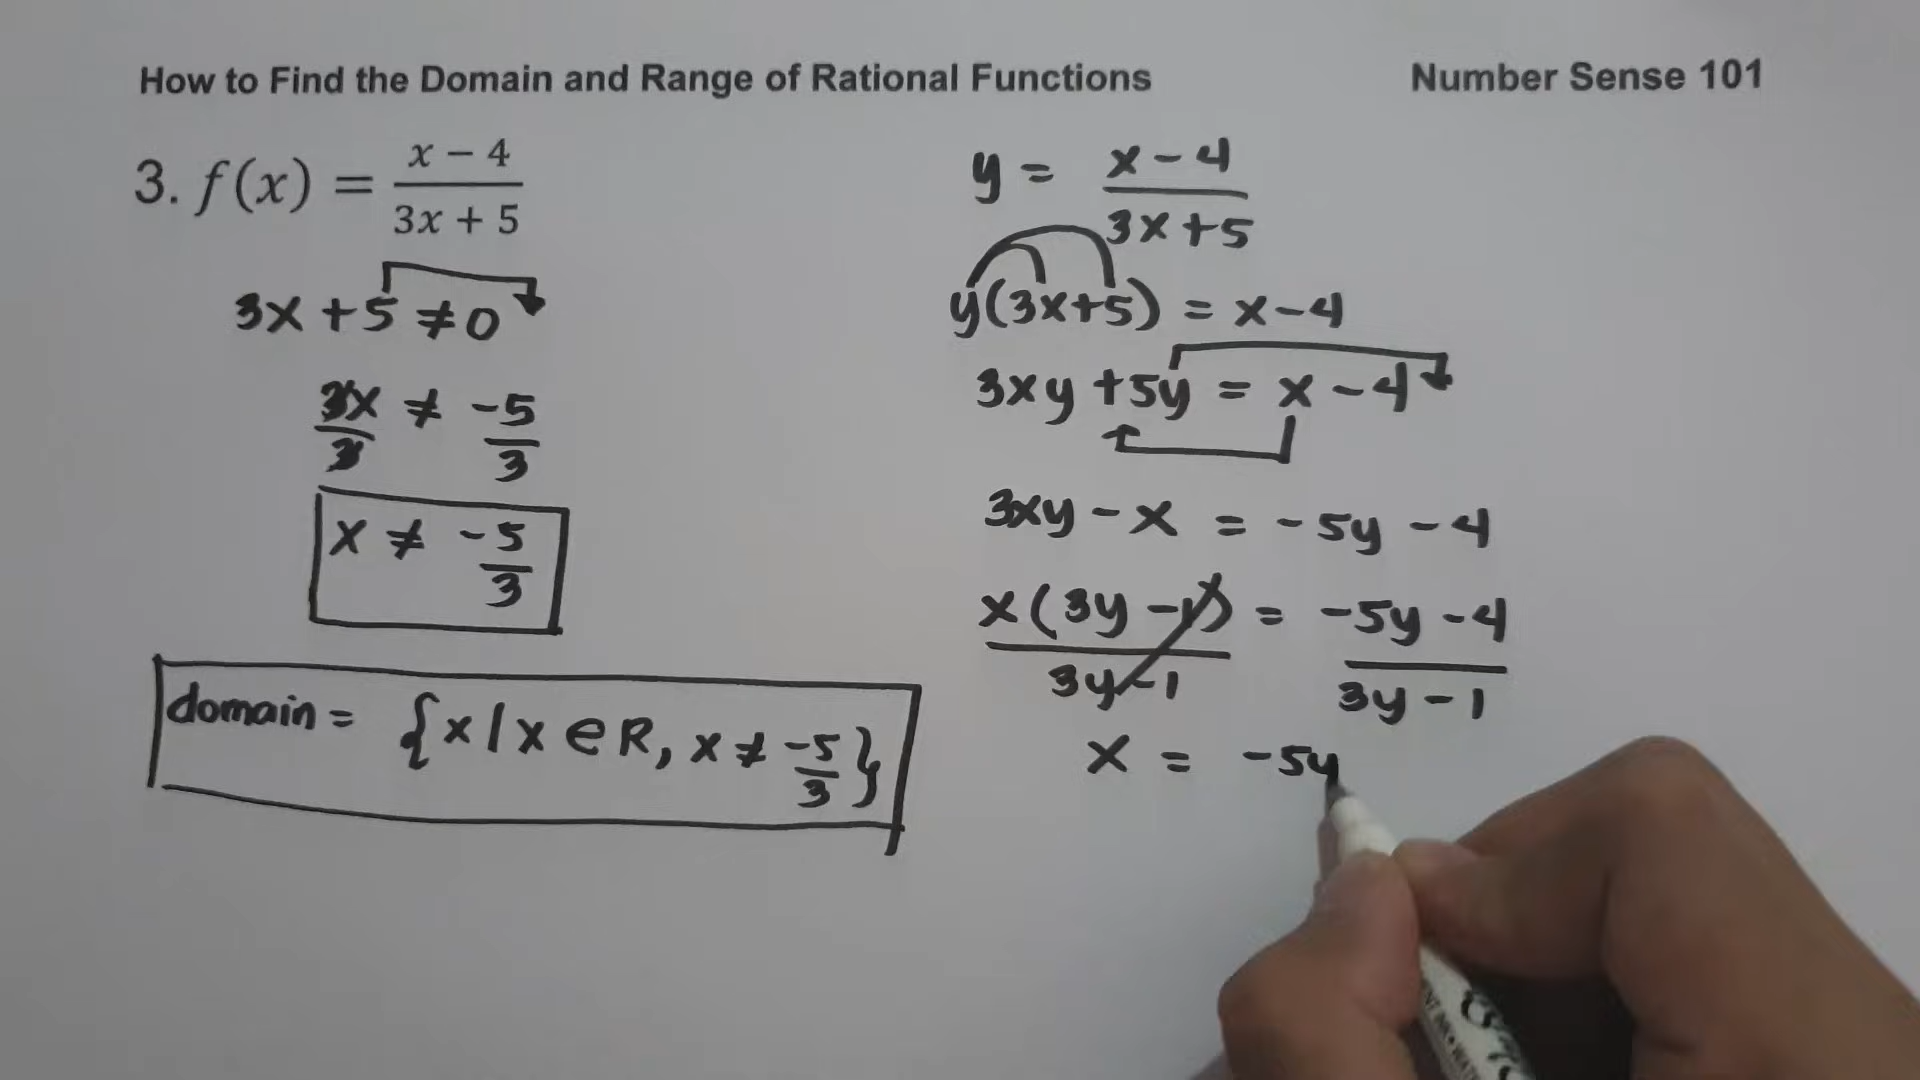 How to Find the Domain and Range of Rational Functions
Number Sense 101
3. f(x) = (x − 4)/(3x + 5)
3x + 5 ≠ 0
3x/3 ≠ -5/3
x ≠ -5/3
domain = {x | x ∈ R, x ≠ -5/3}
y = (x - 4)/(3x + 5)
y(3x+5) = x - 4
3xy + 5y = x - 4
3xy - x = -5y - 4
x(3y - 1)/(3y - 1) = (-5y - 4)/(3y - 1)
x = -5y